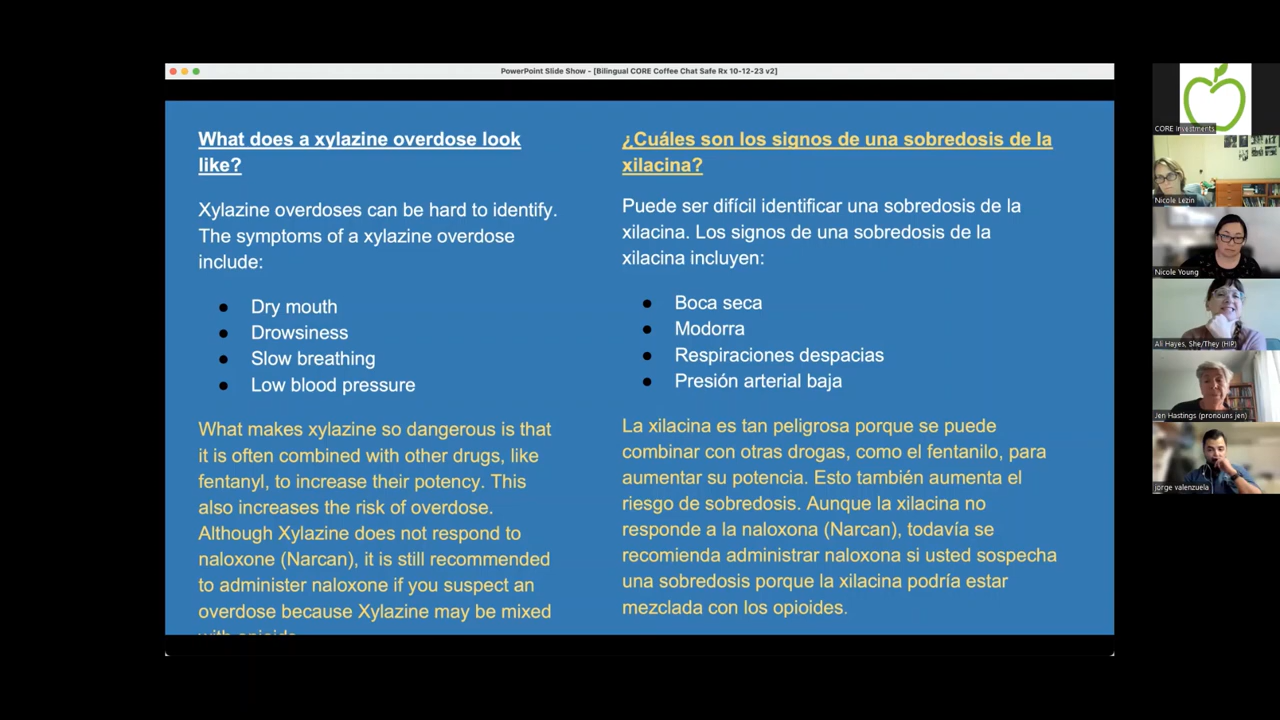 PowerPoint Slide Show - [Bilingual CORE Coffee Chat Safe Rx 10-12-23 v2]
What does a xylazine overdose look
like?
Xylazine overdoses can be hard to identify.
The symptoms of a xylazine overdose
include:
● Dry mouth
● Drowsiness
● Slow breathing
● Low blood pressure
What makes xylazine so dangerous is that
it is often combined with other drugs, like
fentanyl, to increase their potency. This
also increases the risk of overdose.
Although Xylazine does not respond to
naloxone (Narcan), it is still recommended
to administer naloxone if you suspect an
overdose because Xylazine may be mixed
with opioids.
¿Cuáles son los signos de una sobredosis de la
xilacina?
Puede ser difícil identificar una sobredosis de la
xilacina. Los signos de una sobredosis de la
xilacina incluyen:
● Boca seca
● Modorra
● Respiraciones despacias
● Presión arterial baja
La xilacina es tan peligrosa porque se puede
combinar con otras drogas, como el fentanilo, para
aumentar su potencia. Esto también aumenta el
riesgo de sobredosis. Aunque la xilacina no
responde a la naloxona (Narcan), todavía se
recomienda administrar naloxona si usted sospecha
una sobredosis porque la xilacina podría estar
mezclada con los opioides.
CORE Investments
Nicole Lezin
Nicole Young
Ali Hayes, She/They (HIP)
Jen Hastings (pronouns jen)
jorge valenzuela